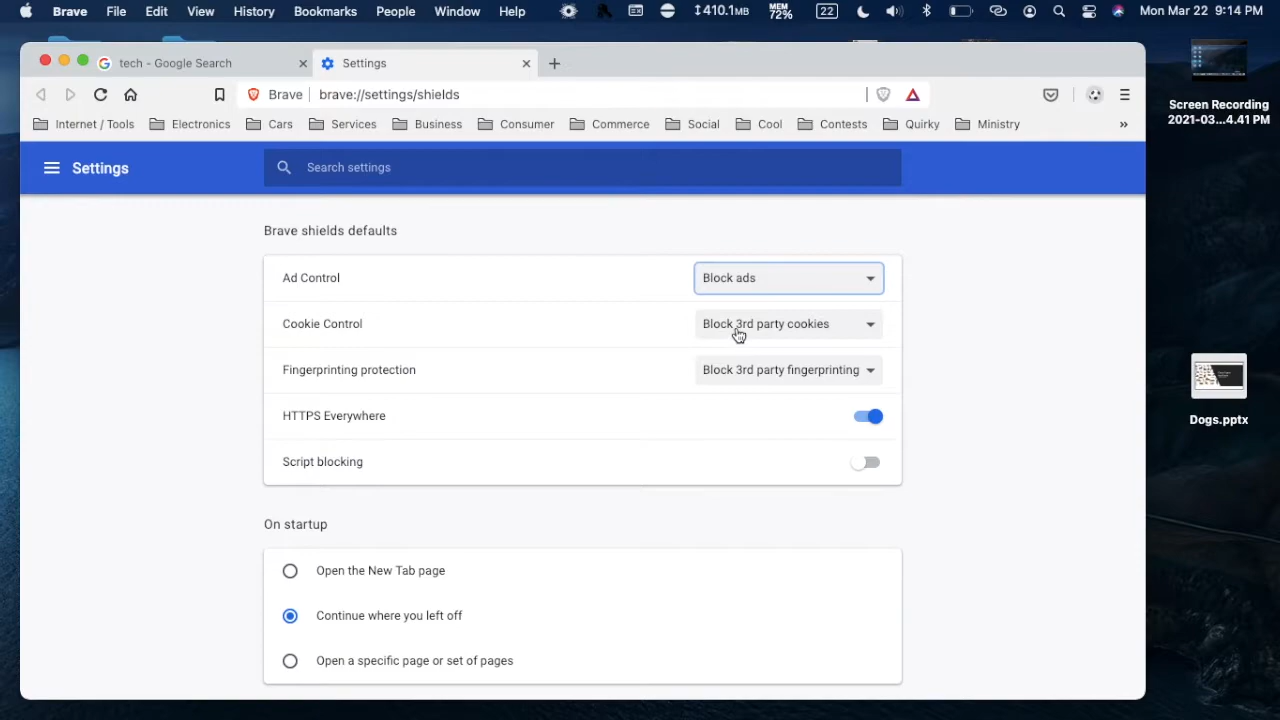 Brave File Edit View History Bookmarks People Window Help 410.1MB MEM 72% 22 Mon Mar 22 9:14 PM
tech - Google Search Settings
Brave brave://settings/shields
Internet / Tools Electronics Cars Services Business Consumer Commerce Social Cool Contests Quirky Ministry »
Settings Search settings
Brave shields defaults
Ad Control Block ads
Cookie Control Block 3rd party cookies
Fingerprinting protection Block 3rd party fingerprinting
HTTPS Everywhere
Script blocking
On startup
Open the New Tab page
Continue where you left off
Open a specific page or set of pages
Screen Recording
2021-03...4.41 PM
Dogs.pptx